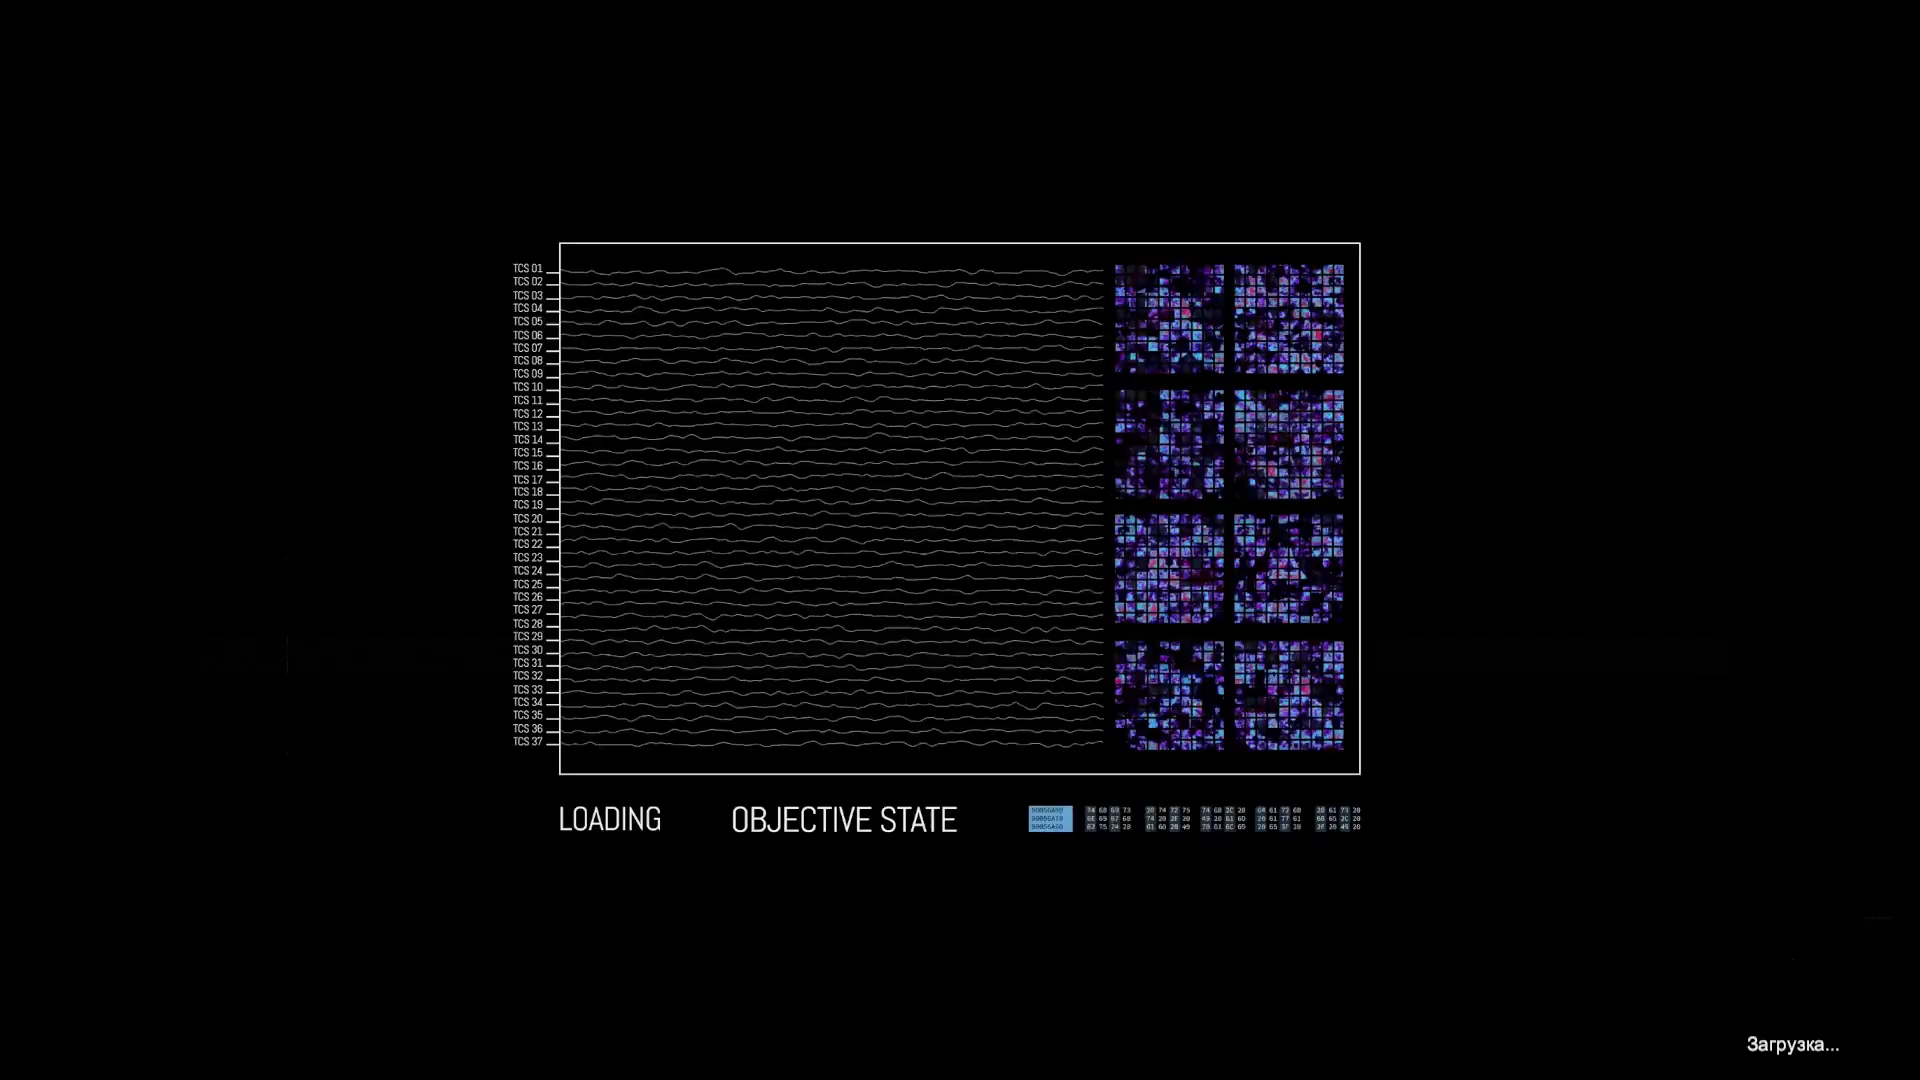 TCS 01
TCS 02
TCS 03
TCS 04
TCS 05
TCS 06
TCS 07
TCS 08
TCS 09
TCS 10
TCS 11
TCS 12
TCS 13
TCS 14
TCS 15
TCS 16
TCS 17
TCS 18
TCS 19
TCS 20
TCS 21
TCS 22
TCS 23
TCS 24
TCS 25
TCS 26
TCS 27
TCS 28
TCS 29
TCS 30
TCS 31
TCS 32
TCS 33
TCS 34
TCS 35
TCS 36
TCS 37
LOADING OBJECTIVE STATE
Загрузка...